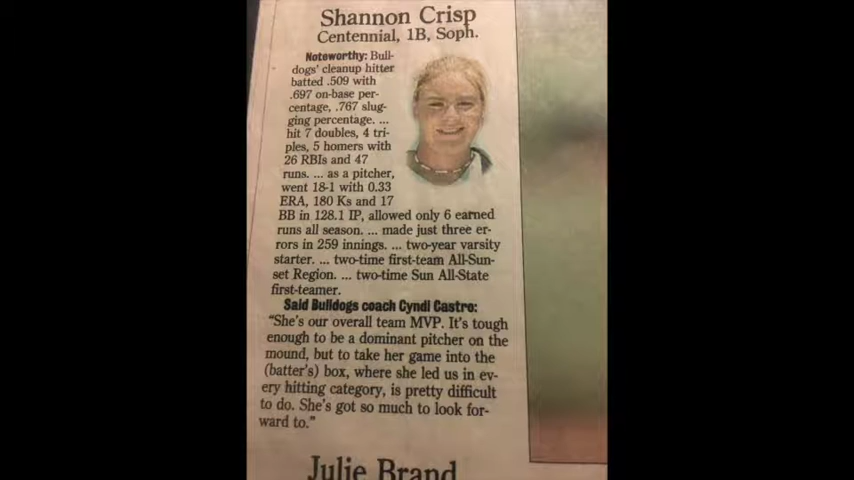 Shannon Crisp
Centennial, 1B, Soph.
Noteworthy: Bull-
dogs' cleanup hitter
batted .509 with
.697 on-base per-
centage, .767 slug-
ging percentage. ...
hit 7 doubles, 4 tri-
ples, 5 homers with
26 RBIs and 47
runs. ... as a pitcher,
went 18-1 with 0.33
ERA, 180 Ks and 17
BB in 128.1 IP, allowed only 6 earned
runs all season. ... made just three er-
rors in 259 innings. ... two-year varsity
starter. ... two-time first-team All-Sun-
set Region. ... two-time Sun All-State
first-teamer.
Said Bulldogs coach Cyndi Castro:
"She's our overall team MVP. It's tough
enough to be a dominant pitcher on the
mound, but to take her game into the
(batter's) box, where she led us in ev-
ery hitting category, is pretty difficult
to do. She's got so much to look for-
ward to."
Julie Brand